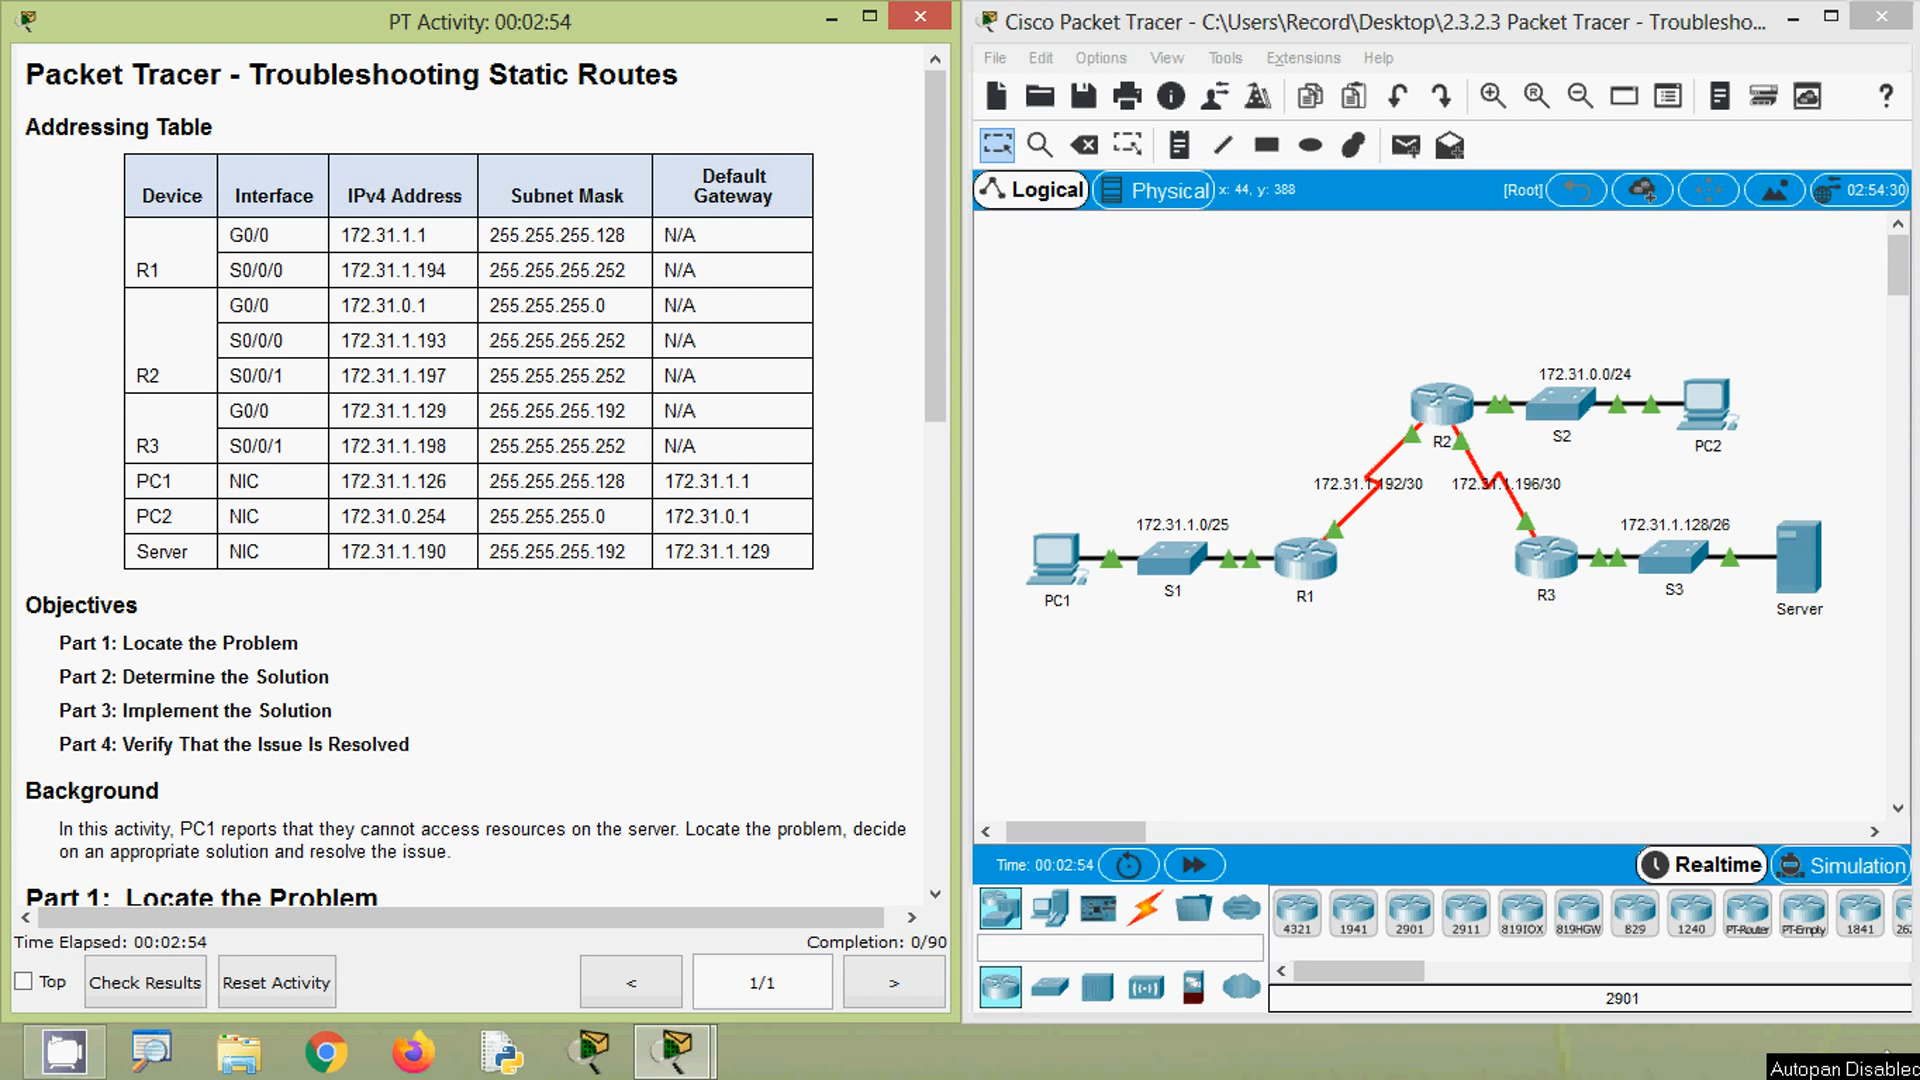 PT Activity: 00:02:54
Packet Tracer - Troubleshooting Static Routes
Addressing Table
Device Interface IPv4 Address Subnet Mask Default Gateway
R1 G0/0 172.31.1.1 255.255.255.128 N/A
S0/0/0 172.31.1.194 255.255.255.252 N/A
R2 G0/0 172.31.0.1 255.255.255.0 N/A
S0/0/0 172.31.1.193 255.255.255.252 N/A
S0/0/1 172.31.1.197 255.255.255.252 N/A
R3 G0/0 172.31.1.129 255.255.255.192 N/A
S0/0/1 172.31.1.198 255.255.255.252 N/A
PC1 NIC 172.31.1.126 255.255.255.128 172.31.1.1
PC2 NIC 172.31.0.254 255.255.255.0 172.31.0.1
Server NIC 172.31.1.190 255.255.255.192 172.31.1.129
Objectives
Part 1: Locate the Problem
Part 2: Determine the Solution
Part 3: Implement the Solution
Part 4: Verify That the Issue Is Resolved
Background
In this activity, PC1 reports that they cannot access resources on the server. Locate the problem, decide
on an appropriate solution and resolve the issue.
Part 1: Locate the Problem
Time Elapsed: 00:02:54
Completion: 0/90
Top
Check Results
Reset Activity
<
1/1
>
Cisco Packet Tracer - C:\Users\Record\Desktop\2.3.2.3 Packet Tracer - Troublesho...
File Edit Options View Tools Extensions Help
Logical
Physical
x: 44, y: 388
[Root]
02:54:30
172.31.0.0/24
R2
S2
PC2
172.31.1.192/30
172.31.1.196/30
172.31.1.0/25
172.31.1.128/26
PC1
S1
R1
R3
S3
Server
Time: 00:02:54
Realtime
Simulation
4321 1941 2901 2911 819IOX 819HGW 829 1240 PT-Router PT-Empty 1841 262
2901
Autopan Disabled